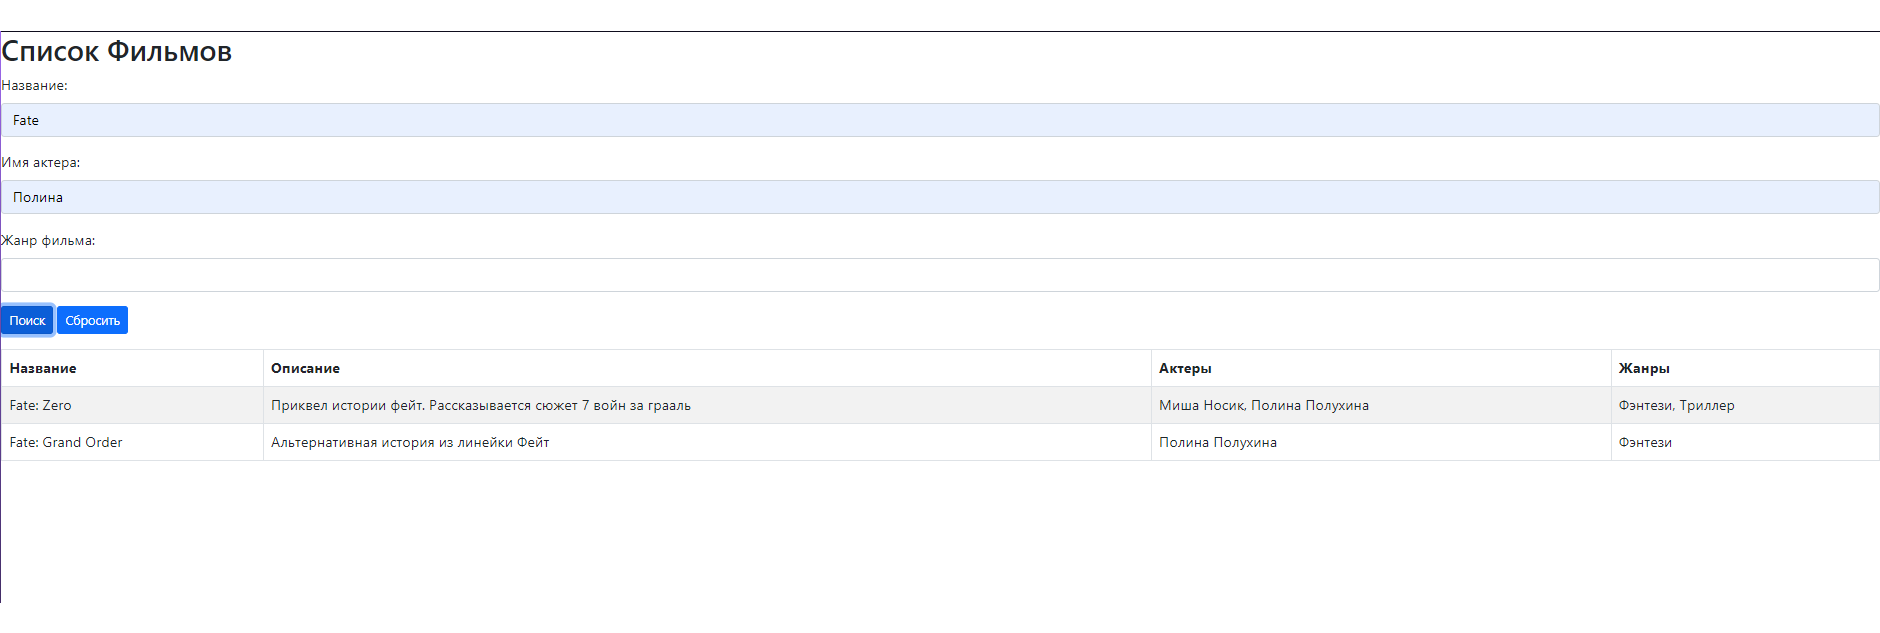 Список Фильмов
Название:
Fate
Имя актера:
Полина
Жанр фильма:
Поиск Сбросить
Название Описание Актеры Жанры
Fate: Zero Приквел истории фейт. Рассказывается сюжет 7 войн за грааль Миша Носик, Полина Полухина Фэнтези, Триллер
Fate: Grand Order Альтернативная история из линейки Фейт Полина Полухина Фэнтези